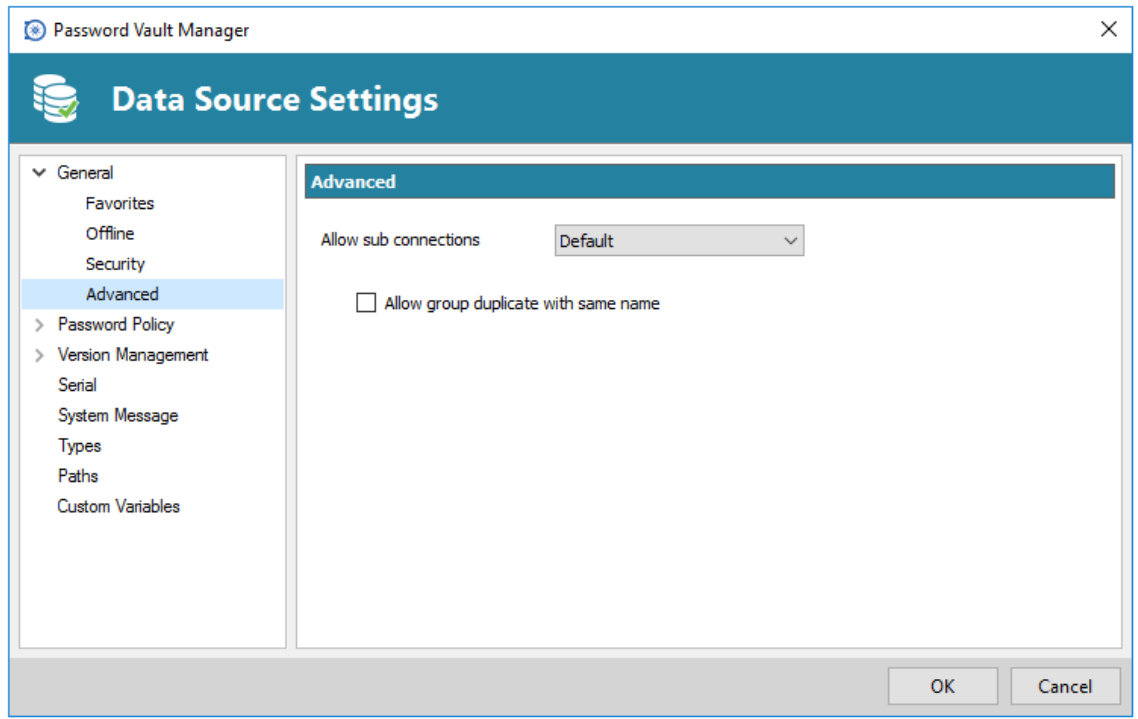 Password Vault Manager
Data Source Settings
General
Favorites
Offline
Security
Advanced
Password Policy
Version Management
Serial
System Message
Types
Paths
Custom Variables
Advanced
Allow sub connections Default
Allow group duplicate with same name
OK Cancel